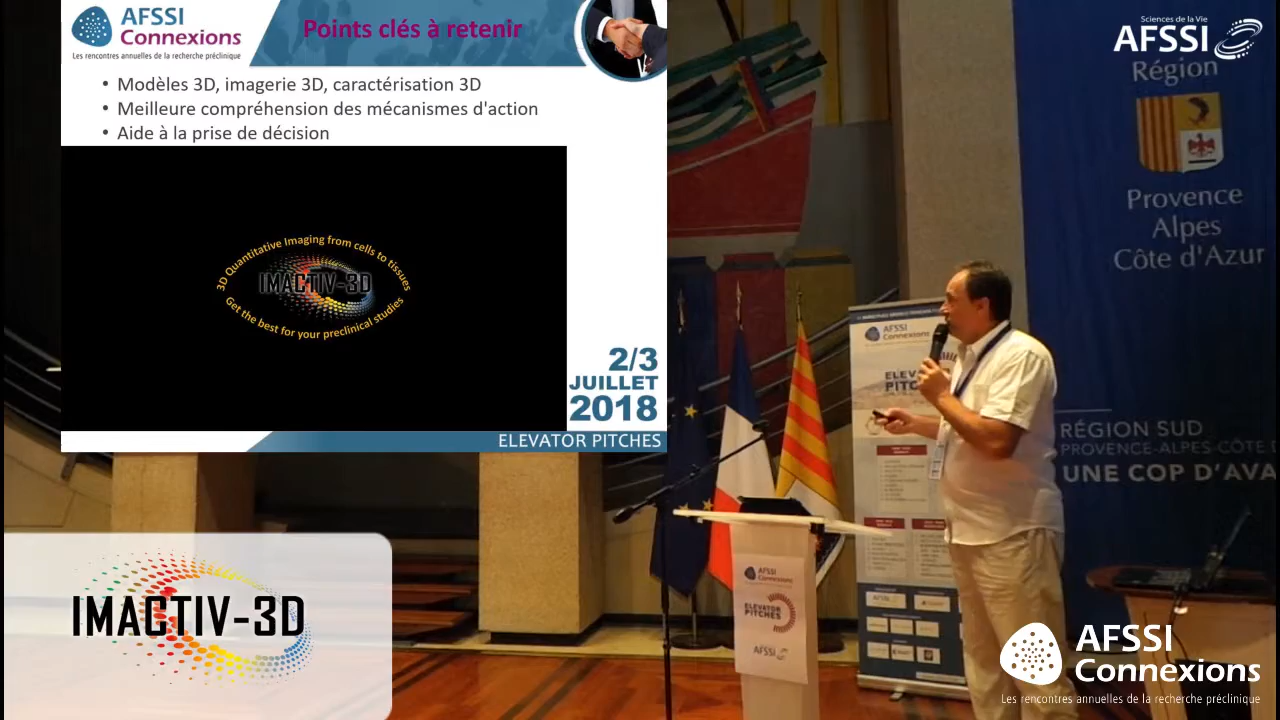 AFSSI
Connexions
Les rencontres annuelles de la recherche préclinique
Points clés à retenir
• Modèles 3D, imagerie 3D, caractérisation 3D
• Meilleure compréhension des mécanismes d'action
• Aide à la prise de décision
3D Quantitative Imaging from cells to tissues
IMACTIV-3D
Get the best for your preclinical studies
2/3
JUILLET
2018
ELEVATOR PITCHES
Sciences de la Vie
AFSSI
Région
Provence
Alpes
Côte d'Azur
AFSSI
Connexions
RÉGION SUD
PROVENCE-ALPES-CÔTE
UNE COP D'AVA
AFSSI
Connexions
ELEVATOR
PITCHES
AFSSI
IMACTIV-3D
AFSSI
Connexions
Les rencontres annuelles de la recherche préclinique